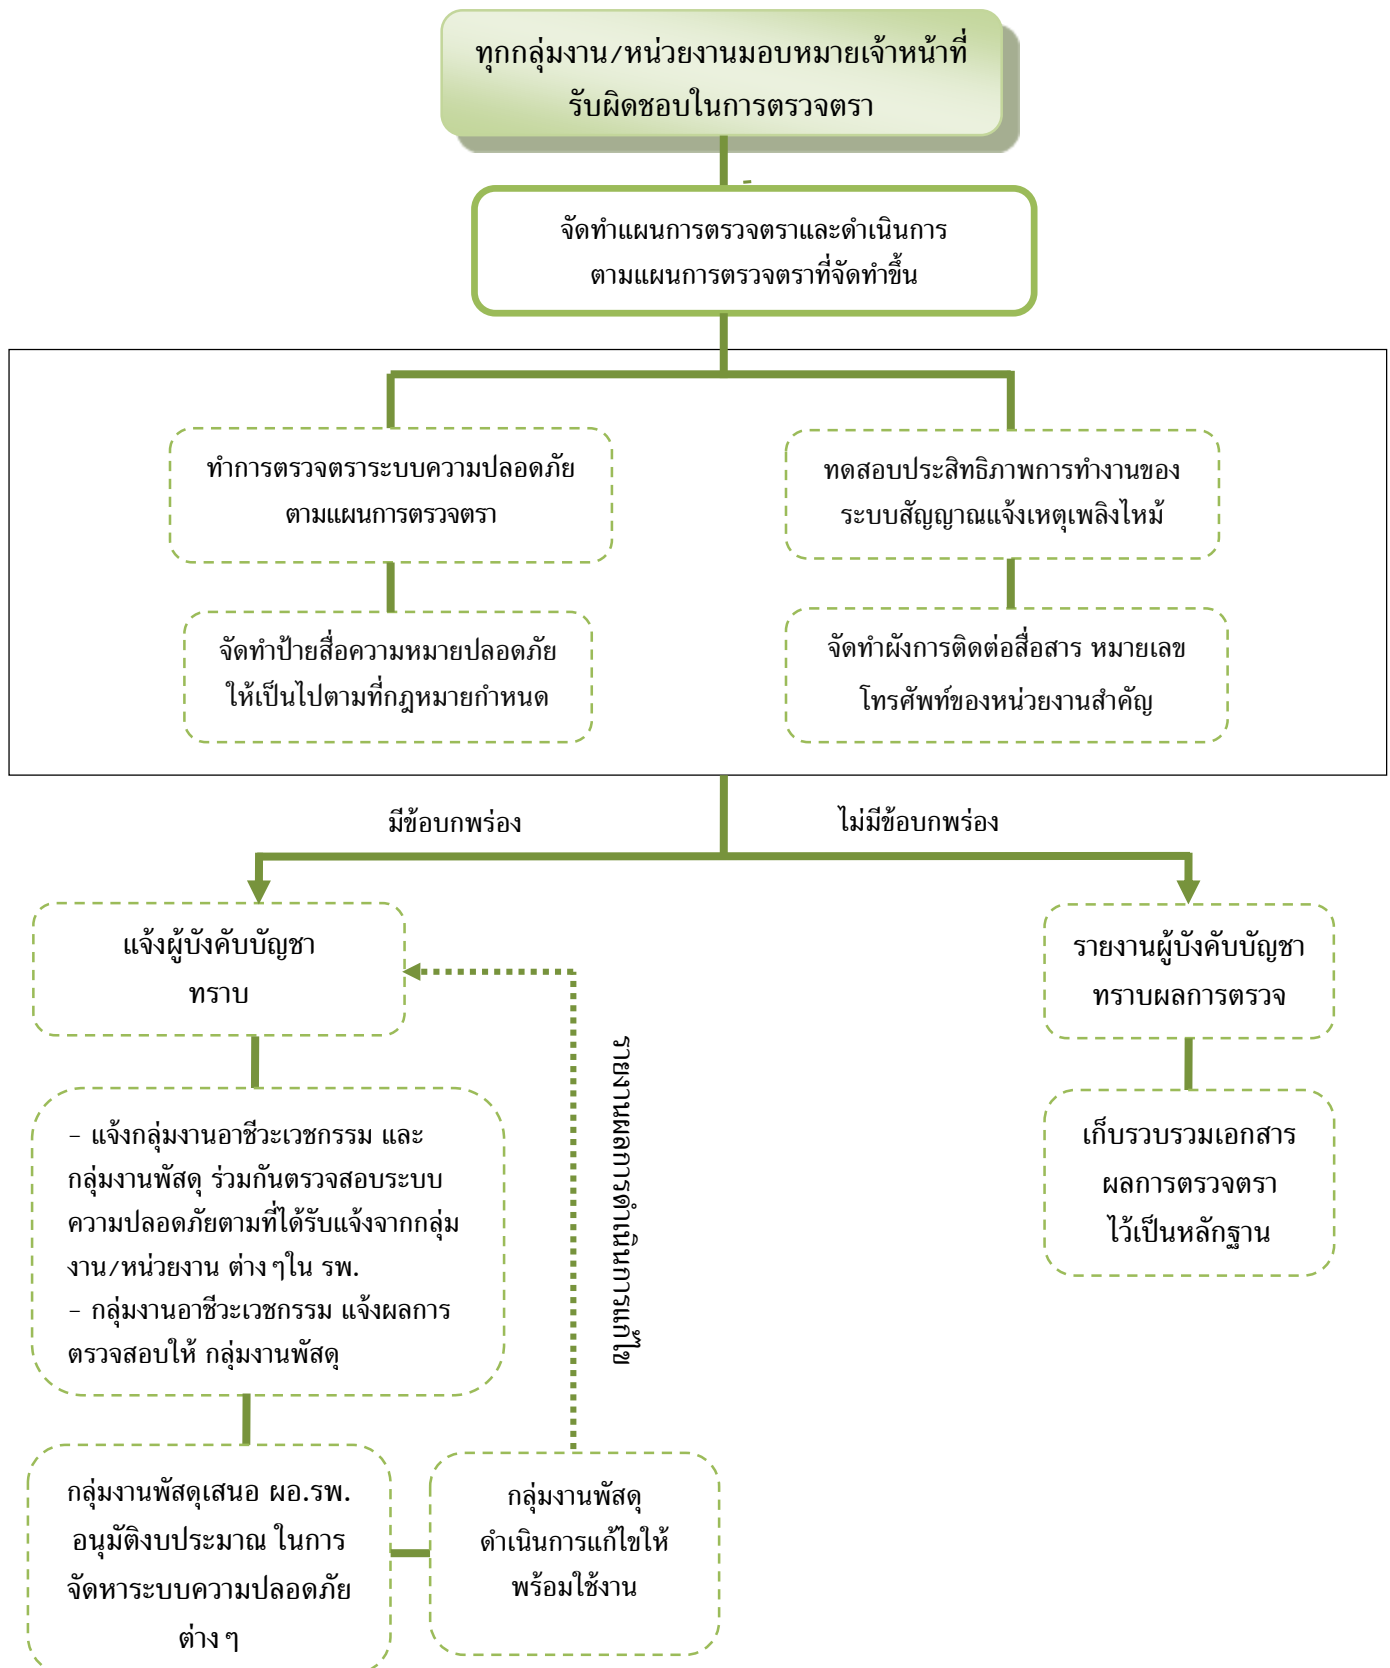 ทุกกลุ่มงาน/หน่วยงานมอบหมายเจ้าหน้าที่
รับผิดชอบในการตรวจตรา
จัดทำแผนการตรวจตราและดำเนินการ
ตามแผนการตรวจตราที่จัดทำขึ้น
ทำการตรวจตราระบบความปลอดภัย
ตามแผนการตรวจตรา
ทดสอบประสิทธิภาพการทำงานของ
ระบบสัญญาณแจ้งเหตุเพลิงไหม้
จัดทำป้ายสื่อความหมายปลอดภัย
ให้เป็นไปตามที่กฎหมายกำหนด
จัดทำผังการติดต่อสื่อสาร หมายเลข
โทรศัพท์ของหน่วยงานสำคัญ
มีข้อบกพร่อง
ไม่มีข้อบกพร่อง
แจ้งผู้บังคับบัญชา
ทราบ
รายงานผู้บังคับบัญชา
ทราบผลการตรวจ
- แจ้งกลุ่มงานอาชีวะเวชกรรม และ
กลุ่มงานพัสดุ ร่วมกันตรวจสอบระบบ
ความปลอดภัยตามที่ได้รับแจ้งจากกลุ่ม
งาน/หน่วยงาน ต่างๆใน รพ.
- กลุ่มงานอาชีวะเวชกรรม แจ้งผลการ
ตรวจสอบให้ กลุ่มงานพัสดุ
รายงานผลการดำเนินการแก้ไข
เก็บรวบรวมเอกสาร
ผลการตรวจตรา
ไว้เป็นหลักฐาน
กลุ่มงานพัสดุเสนอ ผอ.รพ.
อนุมัติงบประมาณ ในการ
จัดหาระบบความปลอดภัย
ต่างๆ
กลุ่มงานพัสดุ
ดำเนินการแก้ไขให้
พร้อมใช้งาน